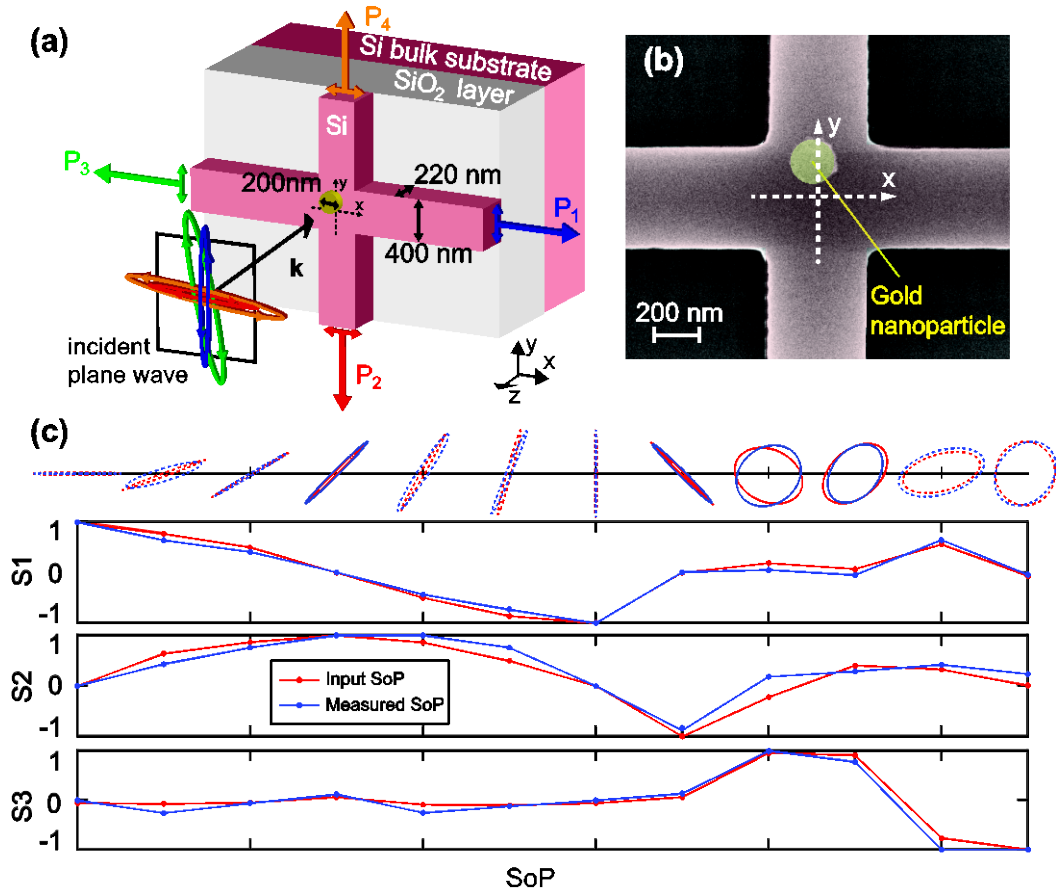 (a)
P4
Si bulk substrate
SiO2 layer
Si
P3
200nm
y
x
220 nm
P1
400 nm
k
incident
plane wave
P2
y
x
z
(b)
y
x
Gold
nanoparticle
200 nm
(c)
1
S1
0
-1
1
S2
0
-1
Input SoP
Measured SoP
1
S3
0
-1
SoP